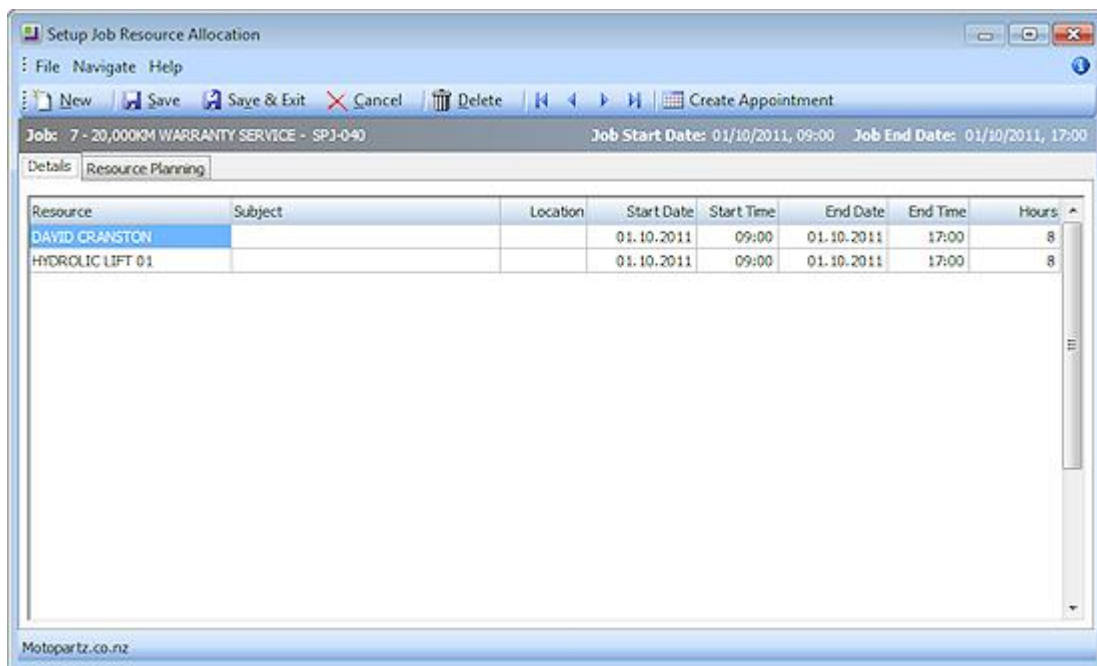 Setup Job Resource Allocation
File Navigate Help
New Save Save & Exit Cancel Delete Create Appointment
Job: 7 - 20,000KM WARRANTY SERVICE - SPJ-040 Job Start Date: 01/10/2011, 09:00 Job End Date: 01/10/2011, 17:00
Details Resource Planning
Resource Subject Location Start Date Start Time End Date End Time Hours
DAVID CRANSTON 01.10.2011 09:00 01.10.2011 17:00 8
HYDROLIC LIFT 01 01.10.2011 09:00 01.10.2011 17:00 8
Motopartz.co.nz